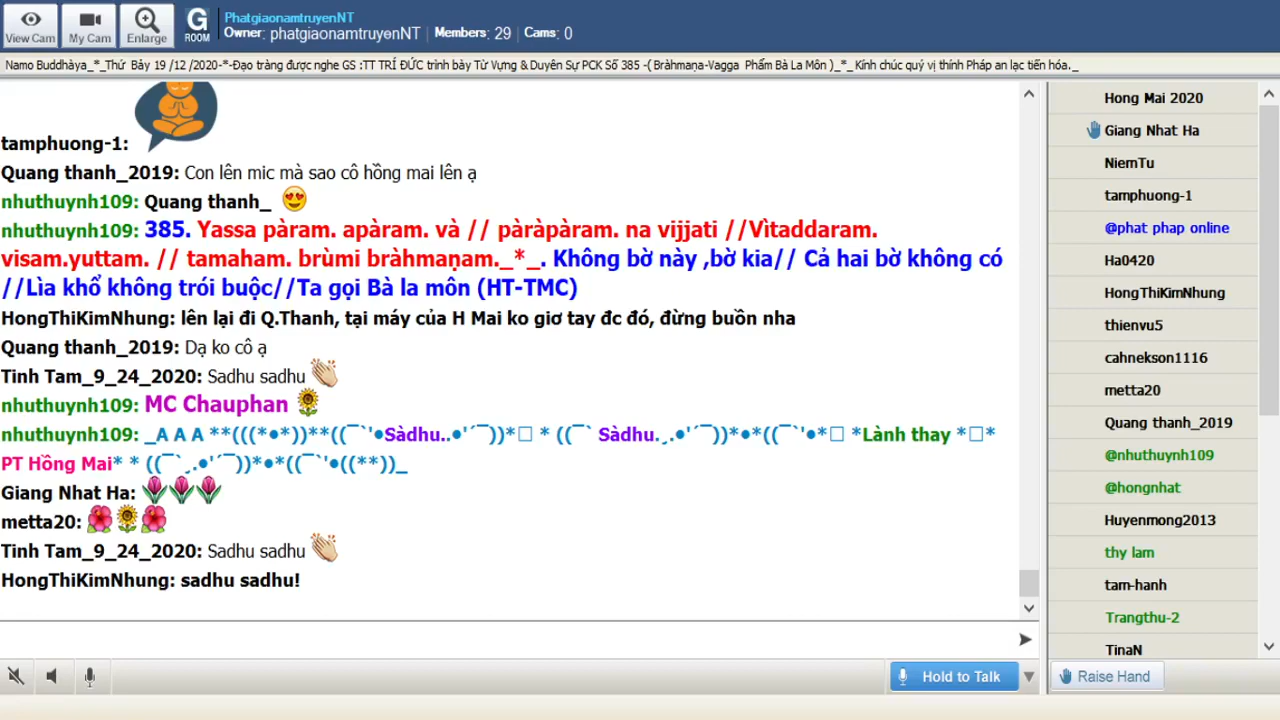 View Cam
My Cam
Enlarge
G
ROOM
PhatgiaonamtruyenNT
Owner: phatgiaonamtruyenNT | Members: 29 | Cams: 0
Namo Buddhàya_*_Thứ Bảy 19 /12 /2020-*-Đạo tràng được nghe GS :TT TRÍ ĐỨC trình bày Từ Vựng & Duyên Sự PCK Số 385 -( Bràhmaṇa-Vagga Phẩm Bà La Môn )_*_ Kính chúc quý vị thính Pháp an lạc tiến hóa._
tamphuong-1:
Quang thanh_2019: Con lên mic mà sao cô hồng mai lên ạ
nhuthuynh109: Quang thanh_
nhuthuynh109: 385. Yassa pàram. apàram. và // pàràpàram. na vijjati //Vìtaddaram.
visam.yuttam. // tamaham. brùmi bràhmaṇam._*_. Không bờ này ,bờ kia// Cả hai bờ không có
//Lìa khổ không trói buộc//Ta gọi Bà la môn (HT-TMC)
HongThiKimNhung: lên lại đi Q.Thanh, tại máy của H Mai ko giơ tay đc đó, đừng buồn nha
Quang thanh_2019: Dạ ko cô ạ
Tinh Tam_9_24_2020: Sadhu sadhu
nhuthuynh109: MC Chauphan
nhuthuynh109: _A A A **(((*•*))**((¯`'•Sàdhu..•'´¯))*□ * ((¯` Sàdhu.¸.•'´¯))*•*((¯`'•*□ *Lành thay *□*
PT Hồng Mai* * ((¯`¸.•'´¯))*•*((¯`'•((**))_
Giang Nhat Ha:
metta20:
Tinh Tam_9_24_2020: Sadhu sadhu
HongThiKimNhung: sadhu sadhu!
Hold to Talk
Hong Mai 2020
Giang Nhat Ha
NiemTu
tamphuong-1
@phat phap online
Ha0420
HongThiKimNhung
thienvu5
cahnekson1116
metta20
Quang thanh_2019
@nhuthuynh109
@hongnhat
Huyenmong2013
thy lam
tam-hanh
Trangthu-2
TinaN
Raise Hand